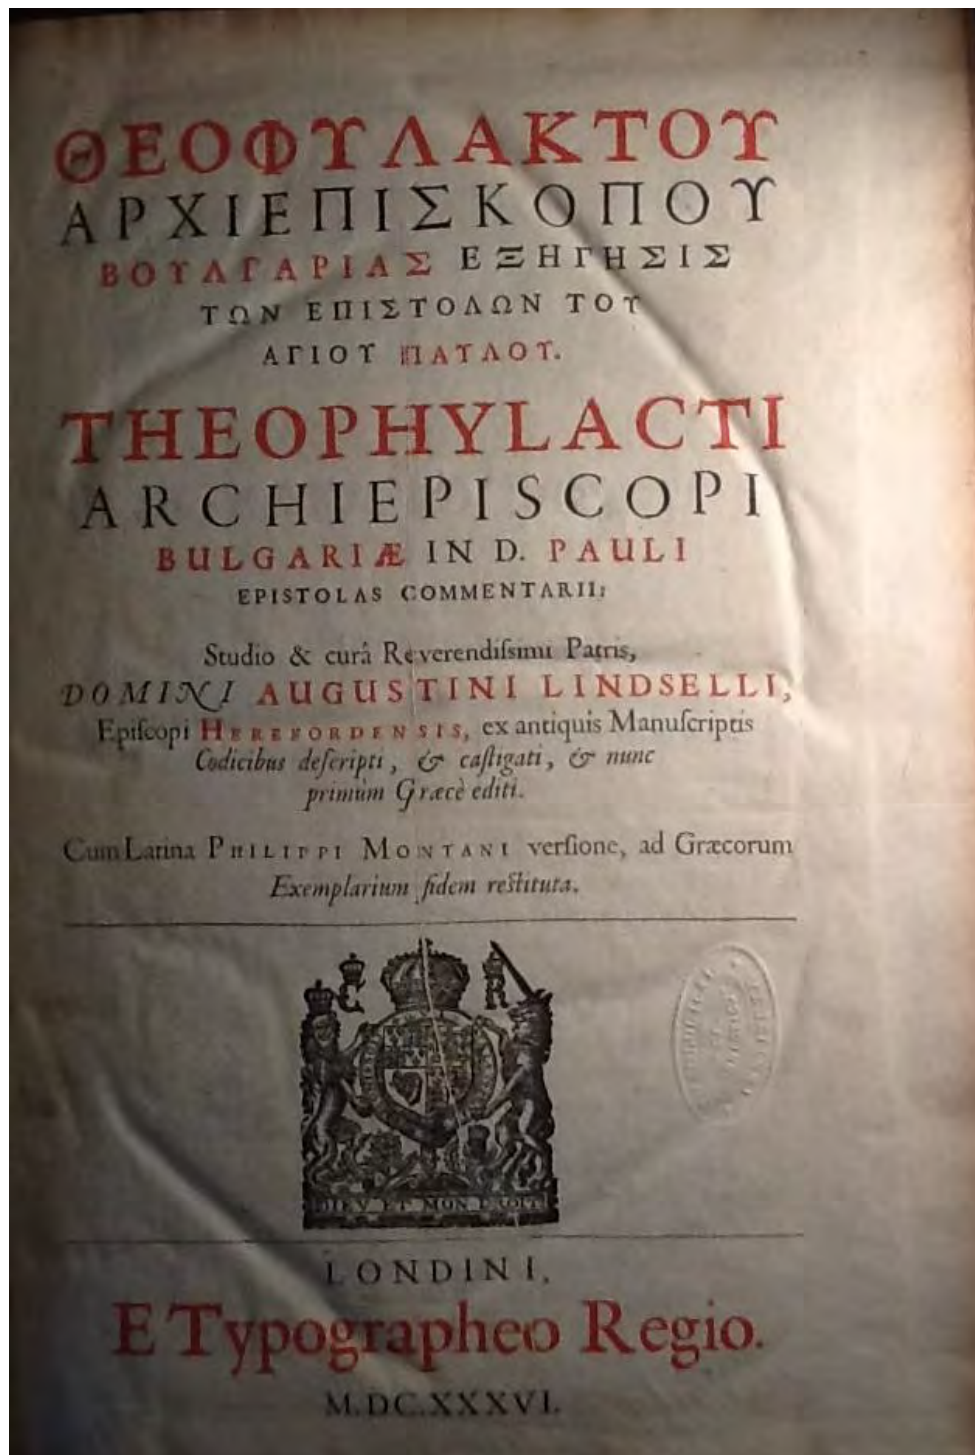 ΘΕΟΦΥΛΑΚΤΟΥ
ΑΡΧΙΕΠΙΣΚΟΠΟΥ
ΒΟΥΛΓΑΡΙΑΣ ΕΞΗΓΗΣΙΣ
ΤΩΝ ΕΠΙΣΤΟΛΩΝ ΤΟΥ
ΑΓΙΟΥ ΠΑΥΛΟΥ.
THEOPHYLACTI
ARCHIEPISCOPI
BULGARIÆ IN D. PAULI
EPISTOLAS COMMENTARII:
Studio & curâ Reverendiſsimi Patris,
DOMINI AUGUSTINI LINDSELLI,
Epiſcopi HEREFORDENSIS, ex antiquis Manuſcriptis
Codicibus deſcripti, & caſtigati, & nunc
primùm Græcè editi.
Cum Latina PHILIPPI MONTANI verſione, ad Græcorum
Exemplarium fidem reſtituta.
C R
DIEV ET MON DROIT
LONDINI,
E Typographeo Regio.
M.DC.XXXVI.